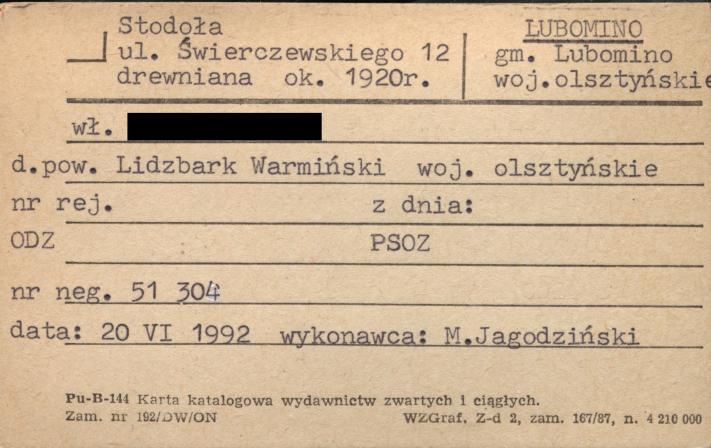 Stodoła
ul. Świerczewskiego 12
drewniana ok. 1920r.
LUBOMINO
gm. Lubomino
woj.olsztyńskie
wł.
d.pow. Lidzbark Warmiński woj. olsztyńskie
nr rej. z dnia:
ODZ PSOZ
nr neg. 51 304
data: 20 VI 1992 wykonawca: M.Jagodziński
Pu-B-144 Karta katalogowa wydawnictw zwartych i ciągłych.
Zam. nr 192/DW/ON WZGraf. Z-d 2, zam. 167/87, n. 4 210 000